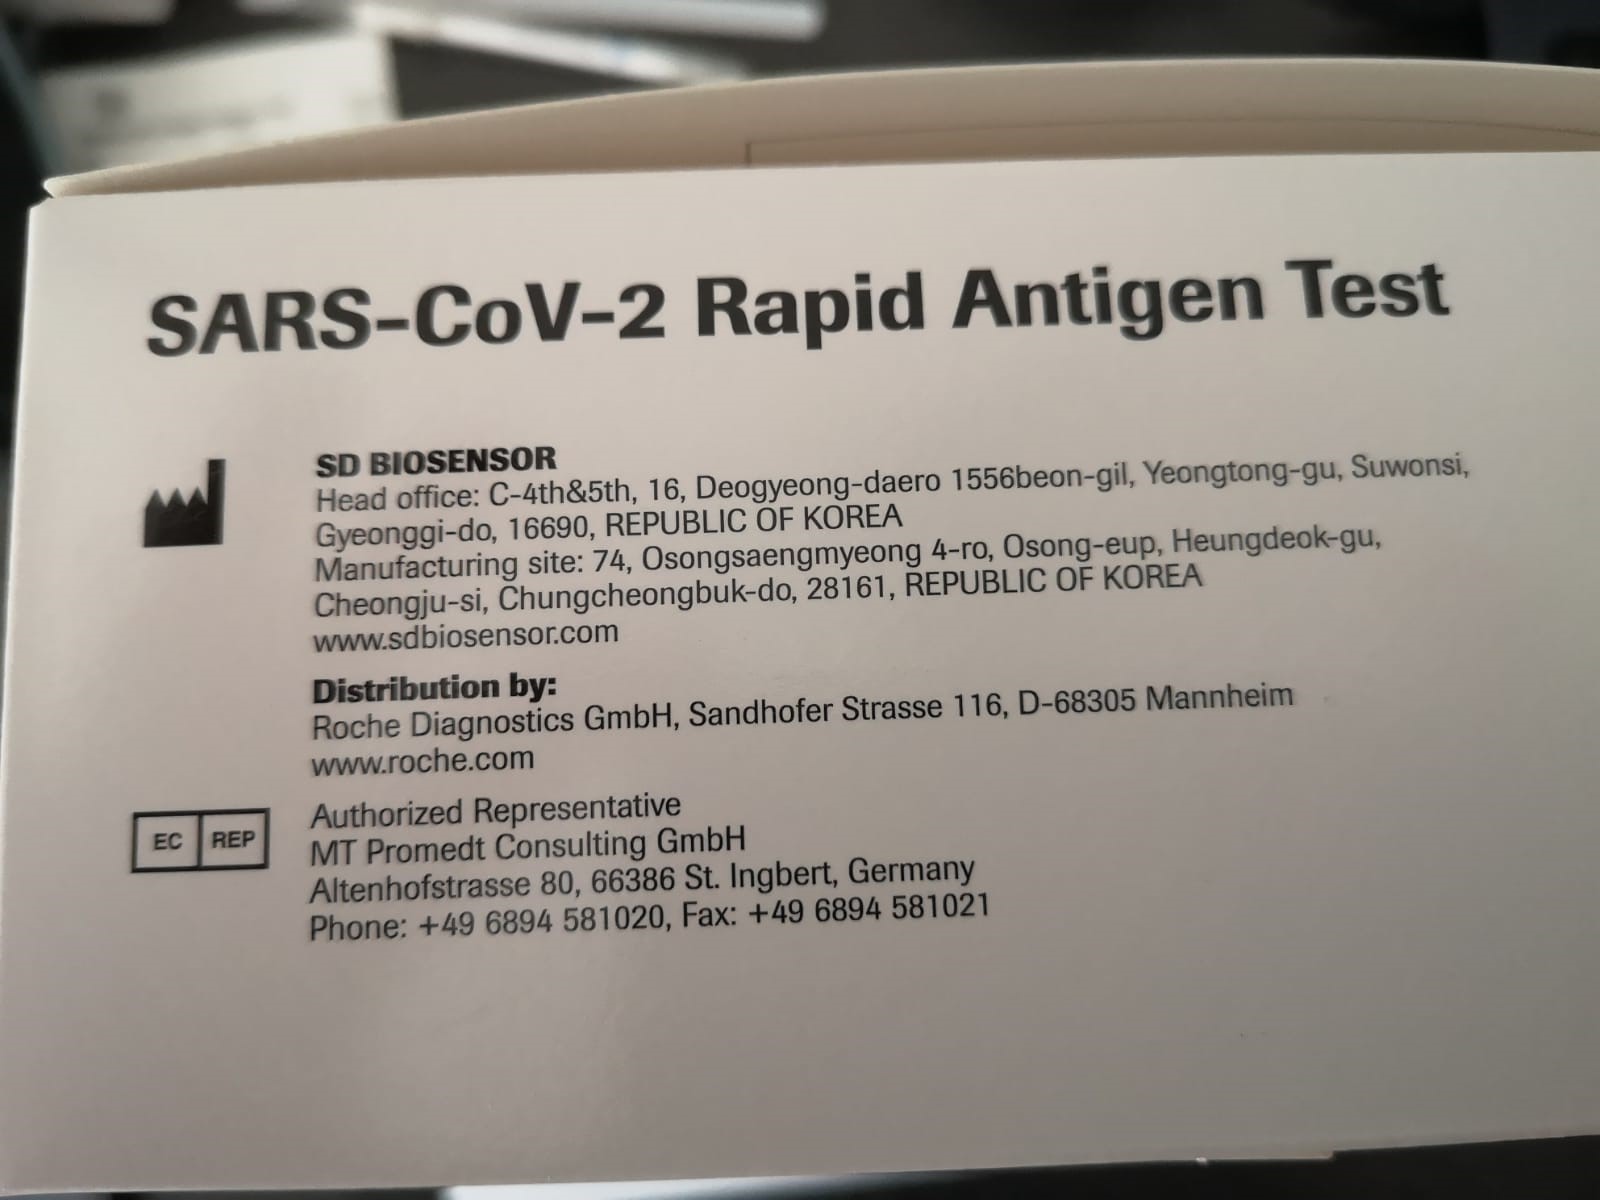 SARS-CoV-2 Rapid Antigen Test
SD BIOSENSOR
Head office: C-4th&5th, 16, Deogyeong-daero 1556beon-gil, Yeongtong-gu, Suwonsi,
Gyeonggi-do, 16690, REPUBLIC OF KOREA
Manufacturing site: 74, Osongsaengmyeong 4-ro, Osong-eup, Heungdeok-gu,
Cheongju-si, Chungcheongbuk-do, 28161, REPUBLIC OF KOREA
www.sdbiosensor.com
Distribution by:
Roche Diagnostics GmbH, Sandhofer Strasse 116, D-68305 Mannheim
www.roche.com
EC REP
Authorized Representative
MT Promedt Consulting GmbH
Altenhofstrasse 80, 66386 St. Ingbert, Germany
Phone: +49 6894 581020, Fax: +49 6894 581021